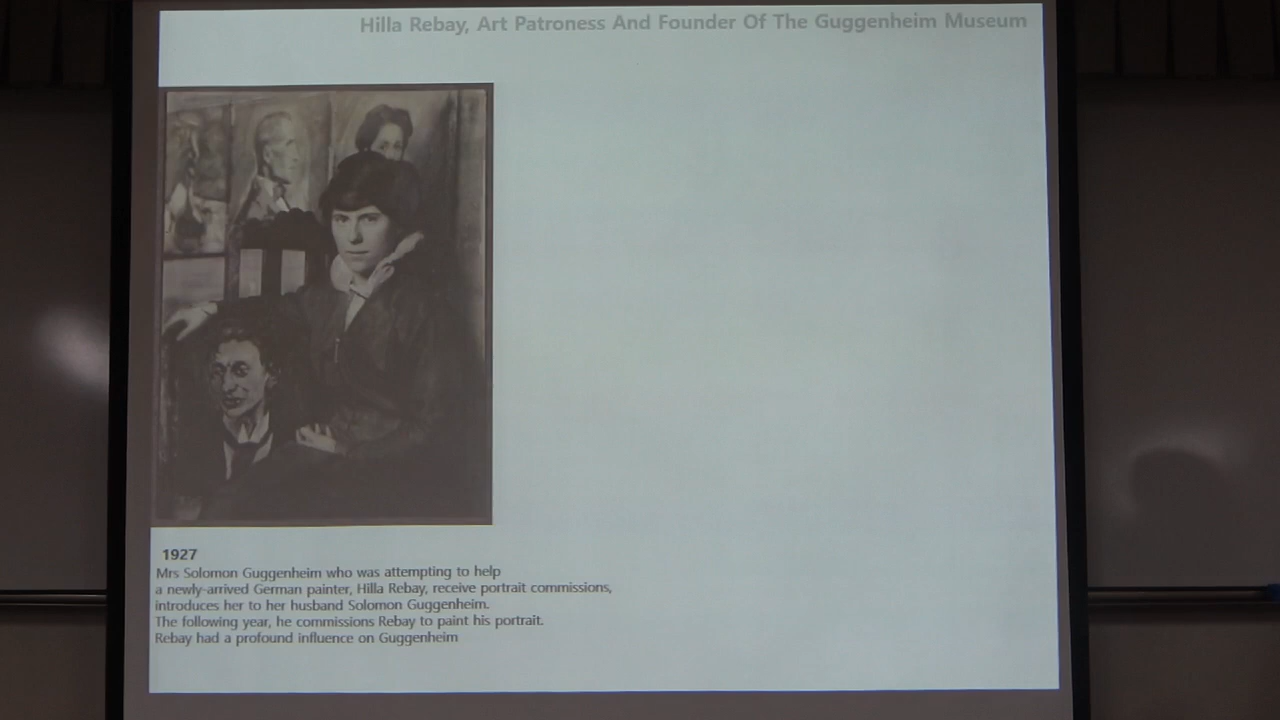 Hilla Rebay, Art Patroness And Founder Of The Guggenheim Museum
1927
Mrs Solomon Guggenheim who was attempting to help
a newly-arrived German painter, Hilla Rebay, receive portrait commissions,
introduces her to her husband Solomon Guggenheim.
The following year, he commissions Rebay to paint his portrait.
Rebay had a profound influence on Guggenheim